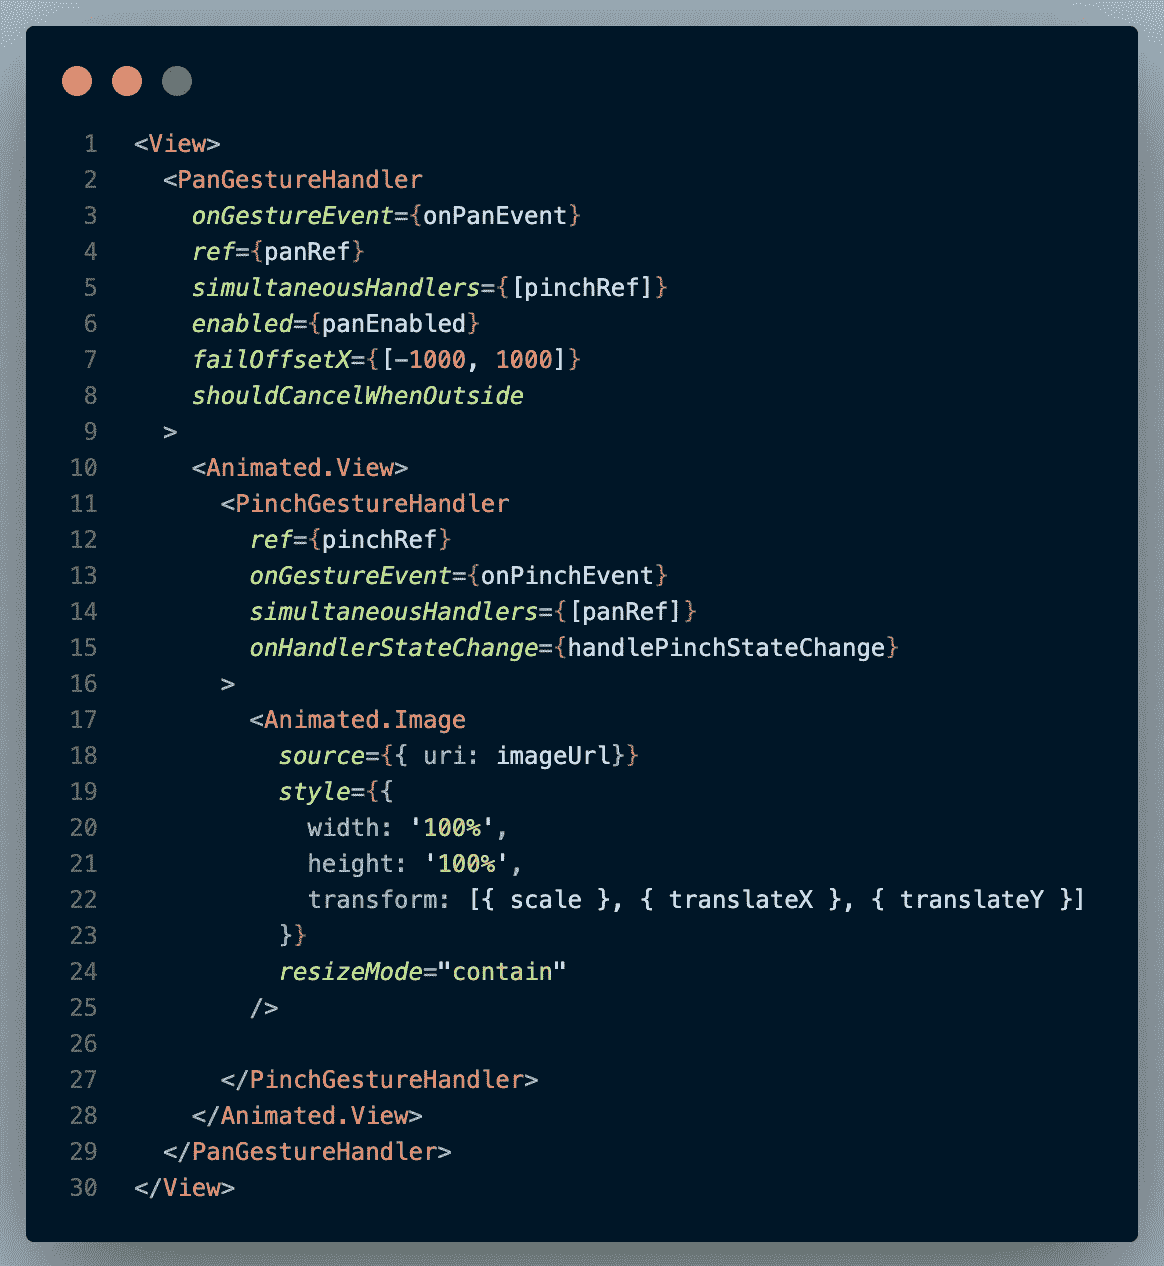 1 <View>
2   <PanGestureHandler
3     onGestureEvent={onPanEvent}
4     ref={panRef}
5     simultaneousHandlers={[pinchRef]}
6     enabled={panEnabled}
7     failOffsetX={[-1000, 1000]}
8     shouldCancelWhenOutside
9   >
10     <Animated.View>
11       <PinchGestureHandler
12         ref={pinchRef}
13         onGestureEvent={onPinchEvent}
14         simultaneousHandlers={[panRef]}
15         onHandlerStateChange={handlePinchStateChange}
16       >
17         <Animated.Image
18           source={{ uri: imageUrl}}
19           style={{
20             width: '100%',
21             height: '100%',
22             transform: [{ scale }, { translateX }, { translateY }]
23           }}
24           resizeMode="contain"
25         />
26
27       </PinchGestureHandler>
28     </Animated.View>
29   </PanGestureHandler>
30 </View>